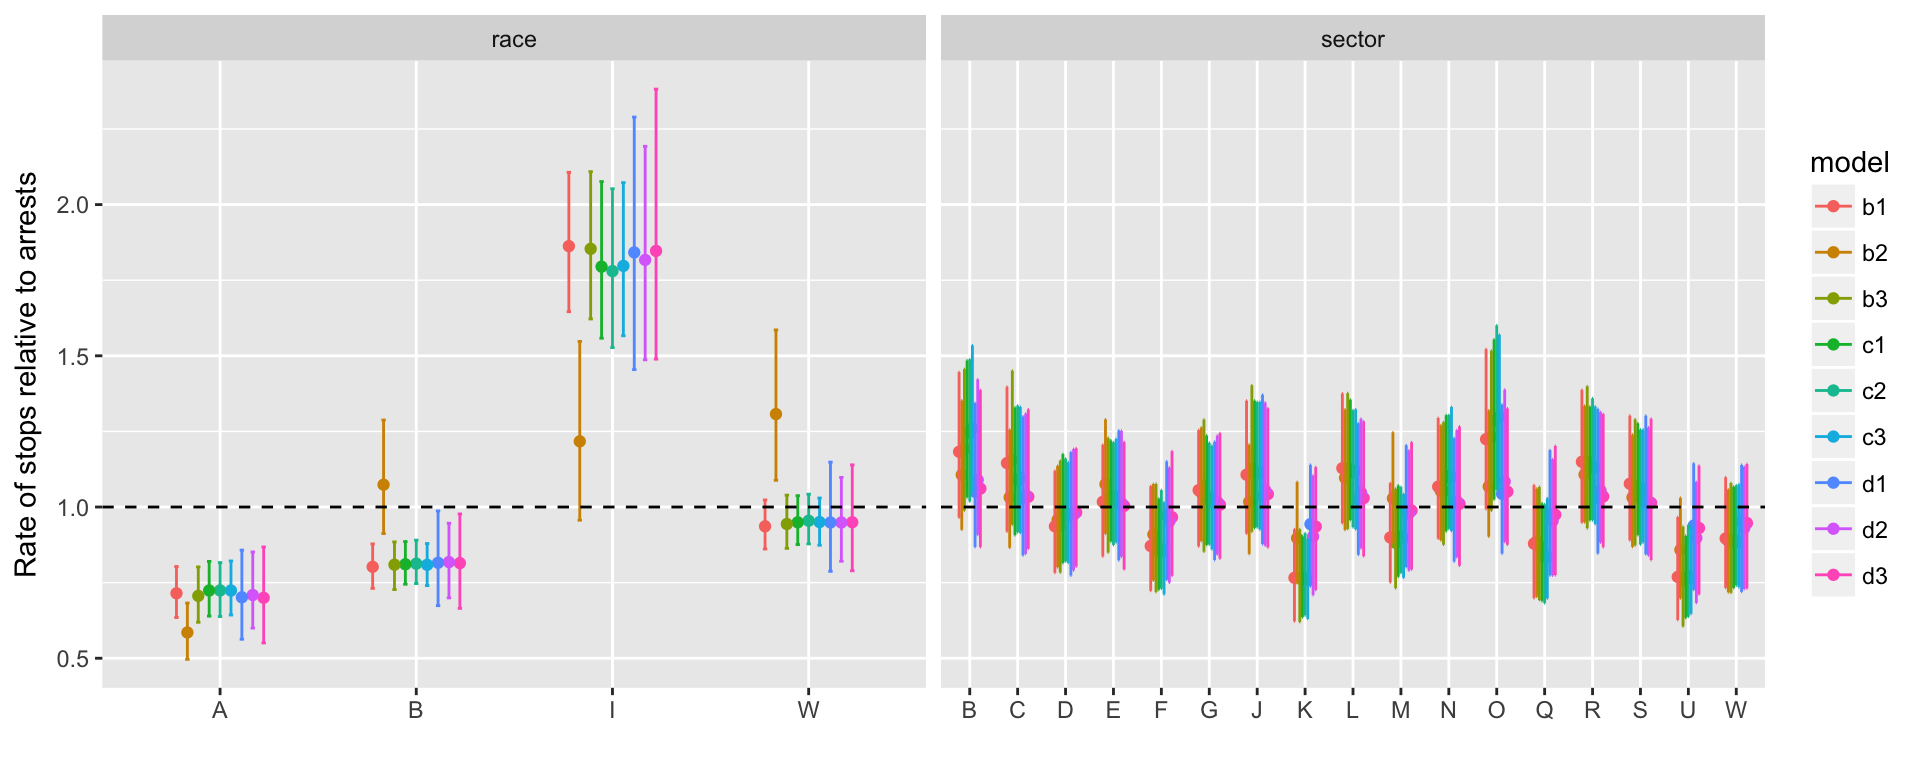 race
sector
Rate of stops relative to arrests
2.0
1.5
1.0
0.5
A B I W
B C D E F G J K L M N O Q R S U W
model
b1
b2
b3
c1
c2
c3
d1
d2
d3